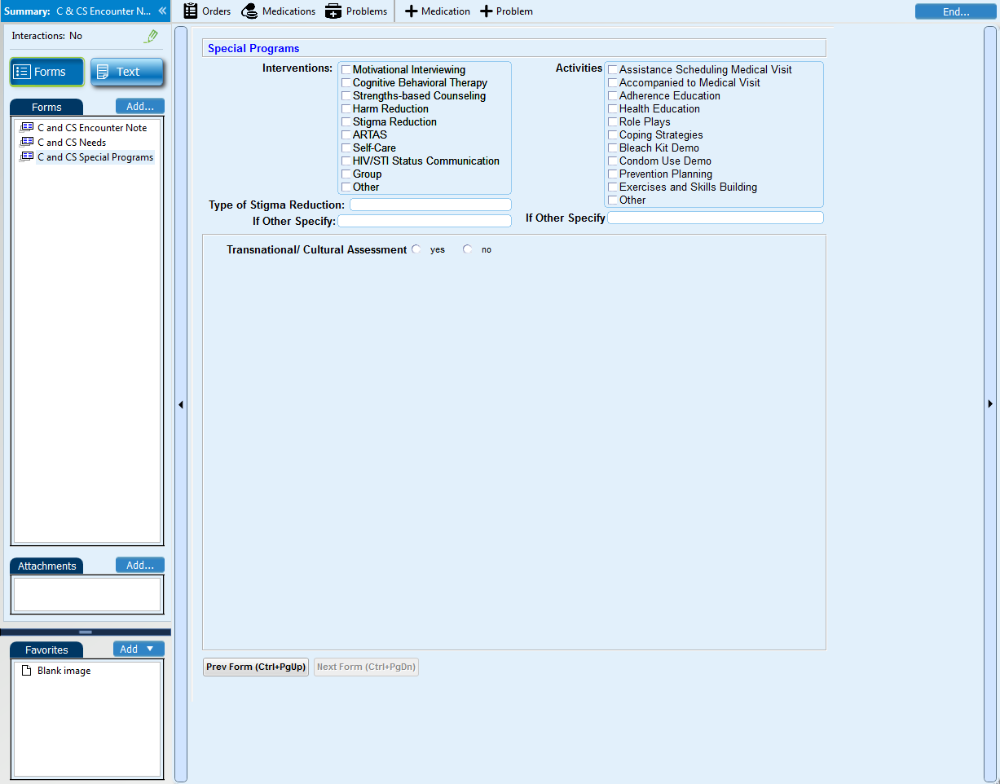 Summary: C & CS Encounter N... «
Orders Medications Problems Medication Problem End...
Interactions: No
Forms Text
Forms Add...
C and CS Encounter Note
C and CS Needs
C and CS Special Programs
Attachments Add...
Favorites Add
Blank image
Special Programs
Interventions:
Motivational Interviewing
Cognitive Behavioral Therapy
Strengths-based Counseling
Harm Reduction
Stigma Reduction
ARTAS
Self-Care
HIV/STI Status Communication
Group
Other
Type of Stigma Reduction:
If Other Specify:
Activities
Assistance Scheduling Medical Visit
Accompanied to Medical Visit
Adherence Education
Health Education
Role Plays
Coping Strategies
Bleach Kit Demo
Condom Use Demo
Prevention Planning
Exercises and Skills Building
Other
If Other Specify
Transnational/ Cultural Assessment yes no
Prev Form (Ctrl+PgUp) Next Form (Ctrl+PgDn)